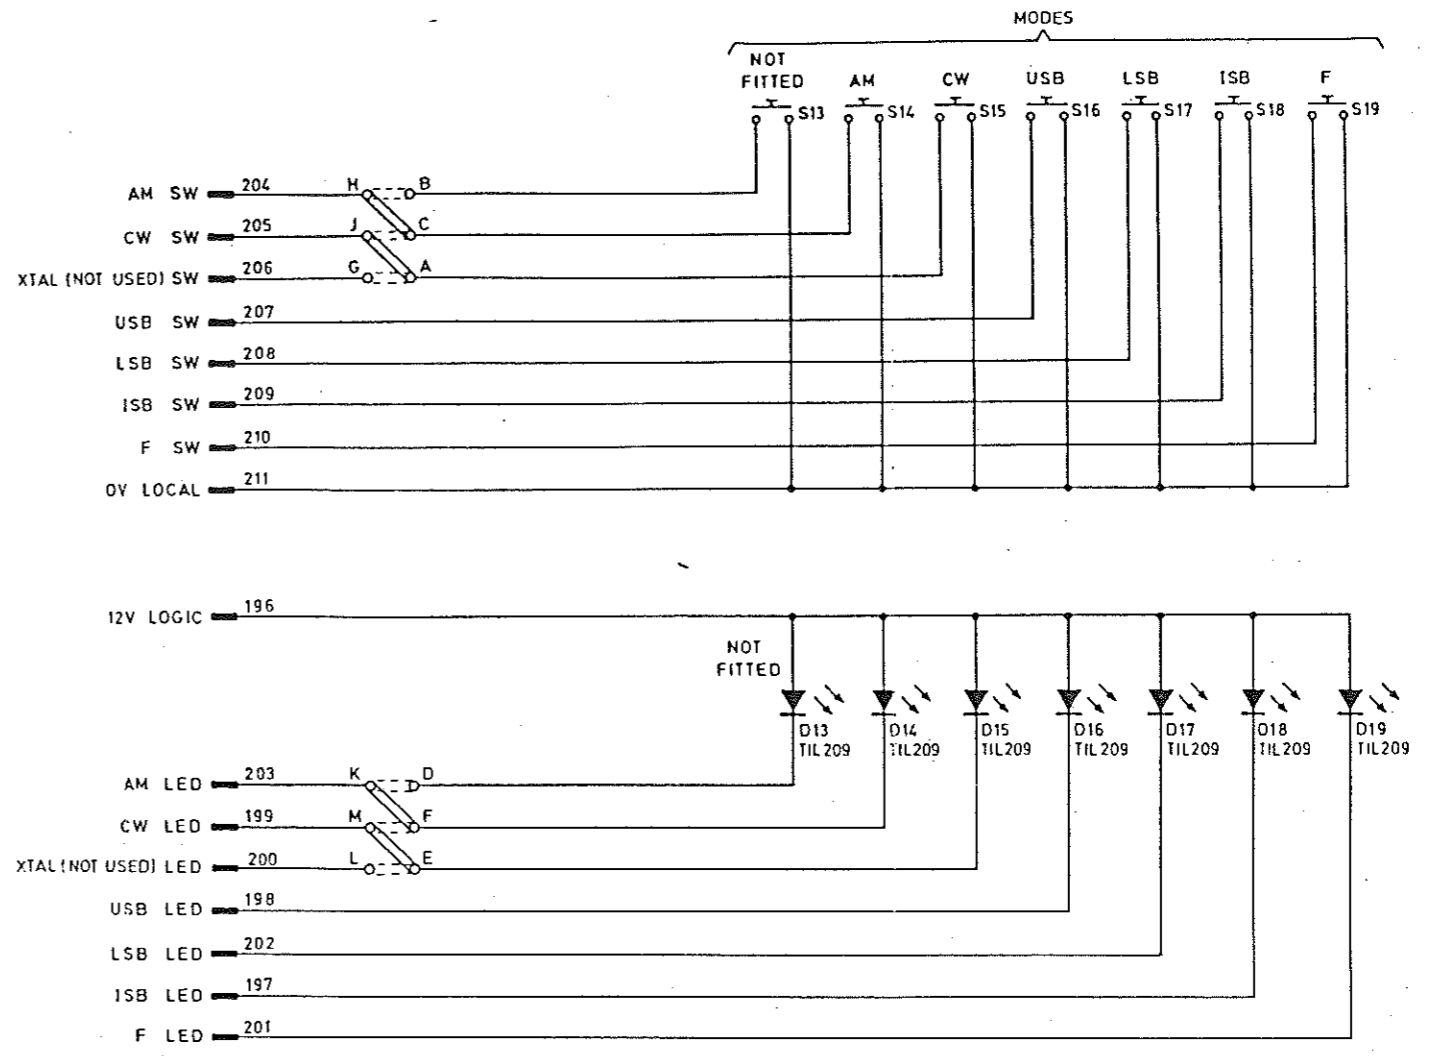 MODES
NOT
FITTED
AM
CW
USB
LSB
ISB
F
S13
S14
S15
S16
S17
S18
S19
AM SW 204 H B
CW SW 205 J C
XTAL (NOT USED) SW 206 G A
USB SW 207
LSB SW 208
ISB SW 209
F SW 210
0V LOCAL 211
12V LOGIC 196
NOT
FITTED
D13
TIL209
D14
TIL209
D15
TIL209
D16
TIL209
D17
TIL209
D18
TIL209
D19
TIL209
AM LED 203 K D
CW LED 199 M F
XTAL (NOT USED) LED 200 L E
USB LED 198
LSB LED 202
ISB LED 197
F LED 201